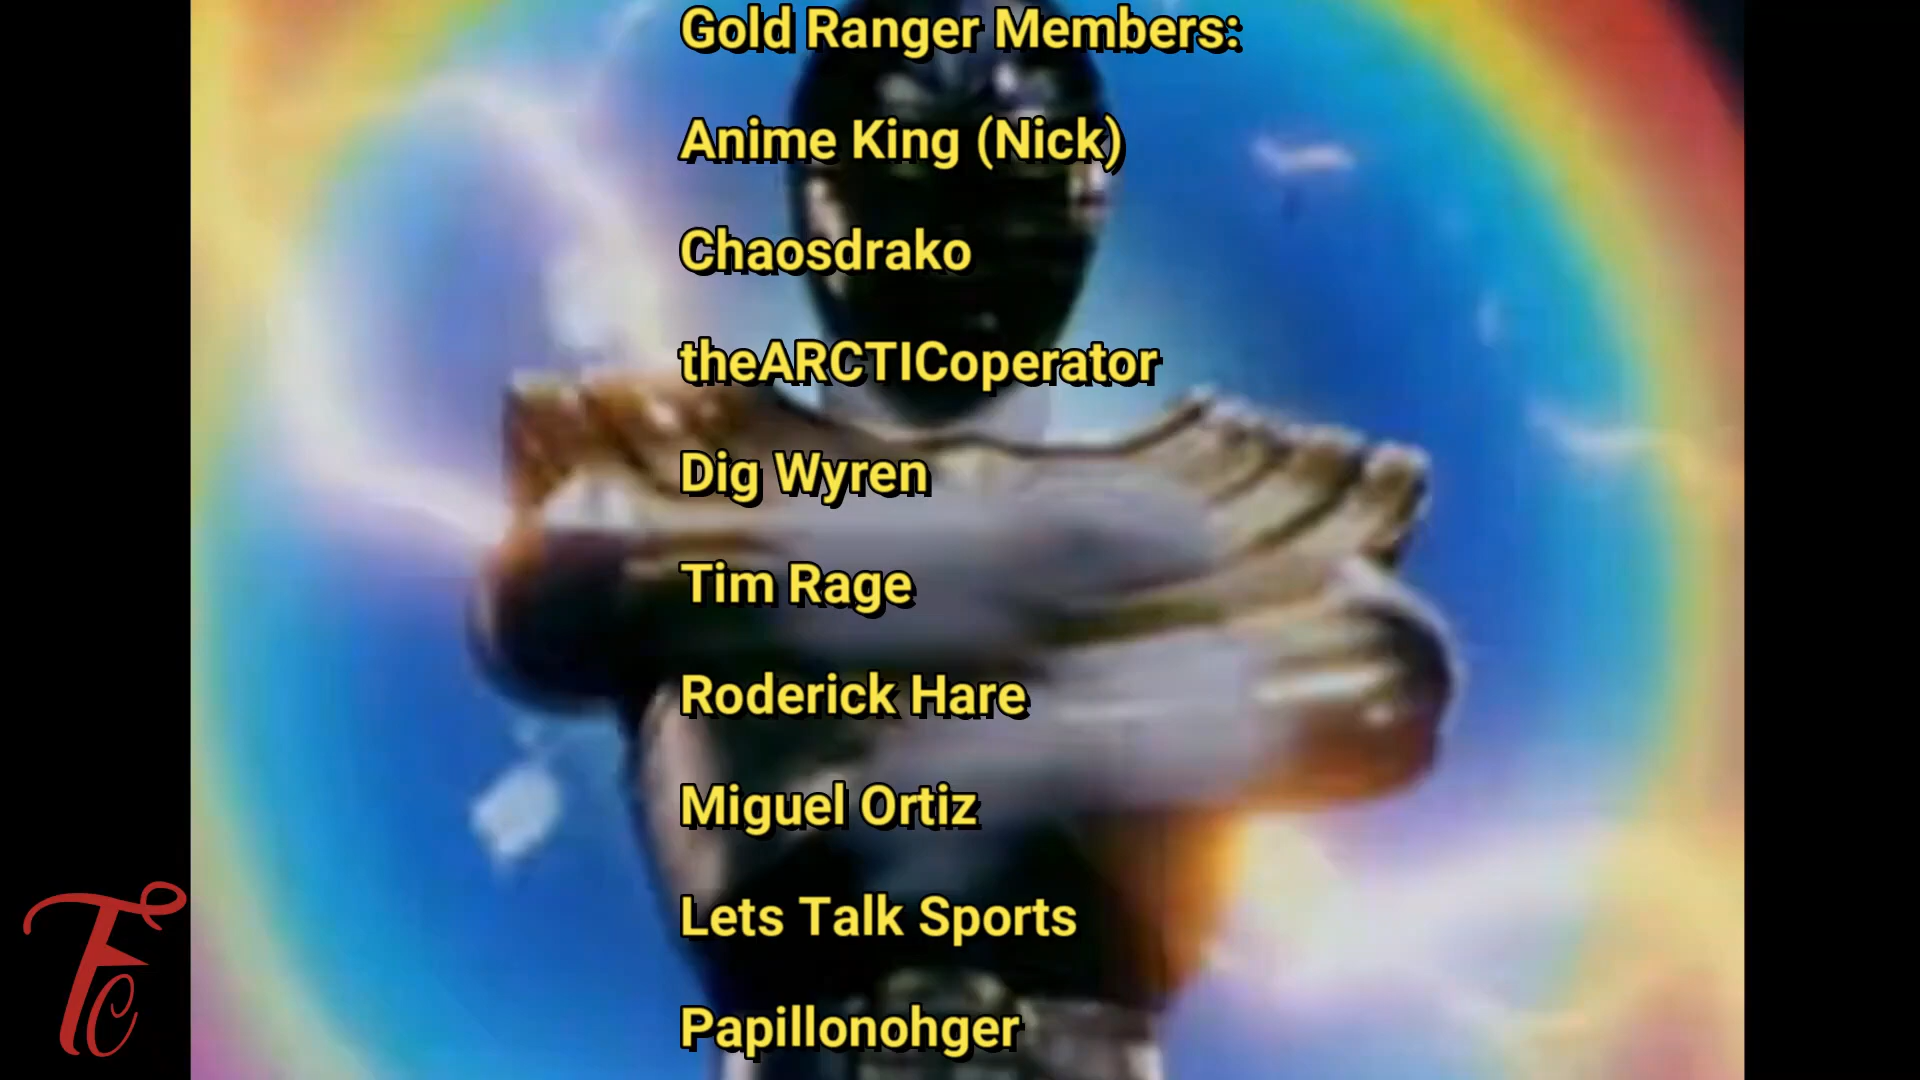 Gold Ranger Members:
Anime King (Nick)
Chaosdrako
theARCTICoperator
Dig Wyren
Tim Rage
Roderick Hare
Miguel Ortiz
Lets Talk Sports
Papillonohger
FC